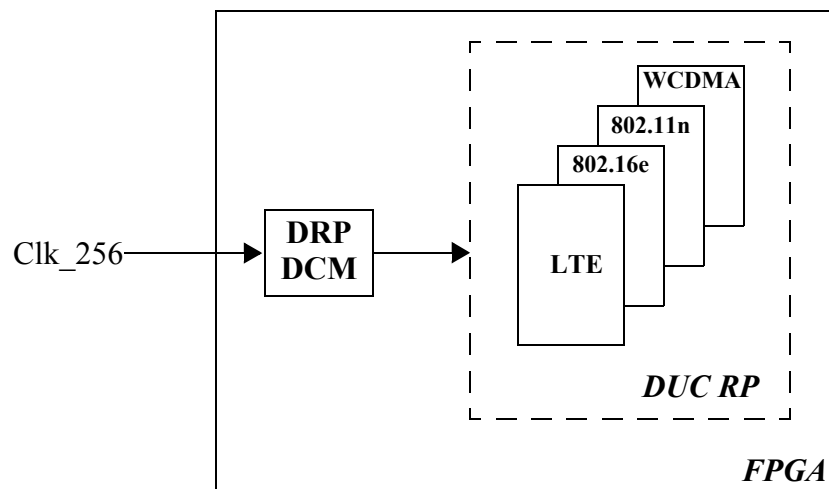 WCDMA
802.11n
802.16e
LTE
Clk_256
DRP
DCM
DUC RP
FPGA